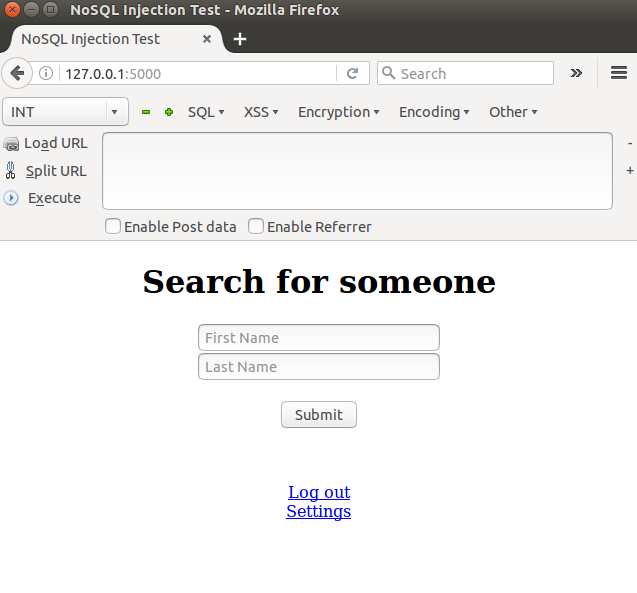 NoSQL Injection Test - Mozilla Firefox
NoSQL Injection Test
127.0.0.1:5000
Search
INT
SQL XSS Encryption Encoding Other
Load URL
Split URL
Execute
Enable Post data Enable Referrer
Search for someone
First Name
Last Name
Submit
Log out
Settings